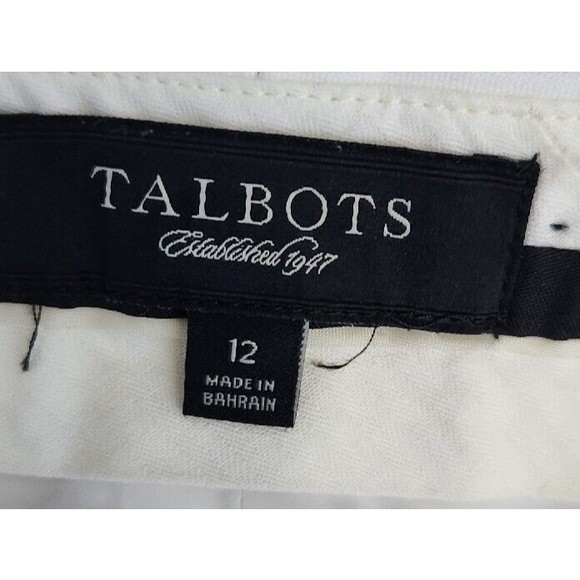 TALBOTS
Established 1947
12
MADE IN
BAHRAIN